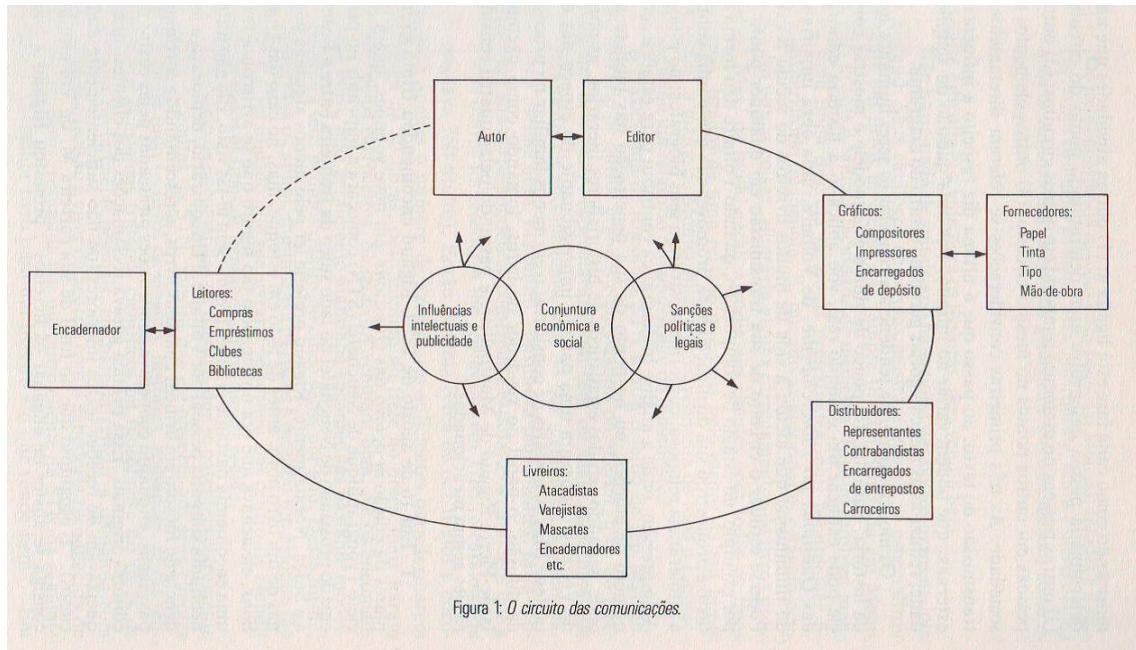 Autor
Editor
Gráficos:
Compositores
Impressores
Encarregados
de depósito
Fornecedores:
Papel
Tinta
Tipo
Mão-de-obra
Encadernador
Leitores:
Compras
Empréstimos
Clubes
Bibliotecas
Influências
intelectuais e
publicidade
Conjuntura
econômica e
social
Sanções
políticas e
legais
Distribuidores:
Representantes
Contrabandistas
Encarregados
de entrepostos
Carroceiros
Livreiros:
Atacadistas
Varejistas
Mascates
Encadernadores
etc.
Figura 1: O circuito das comunicações.